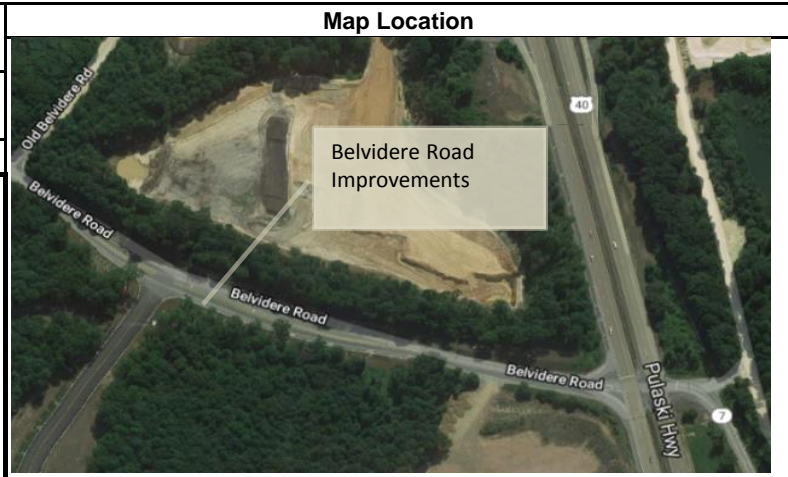 Map Location
Old Belvidere Rd
40
Belvidere Road
Improvements
Belvidere Road
Belvidere Road
Belvidere Road
Pulaski Hwy
7